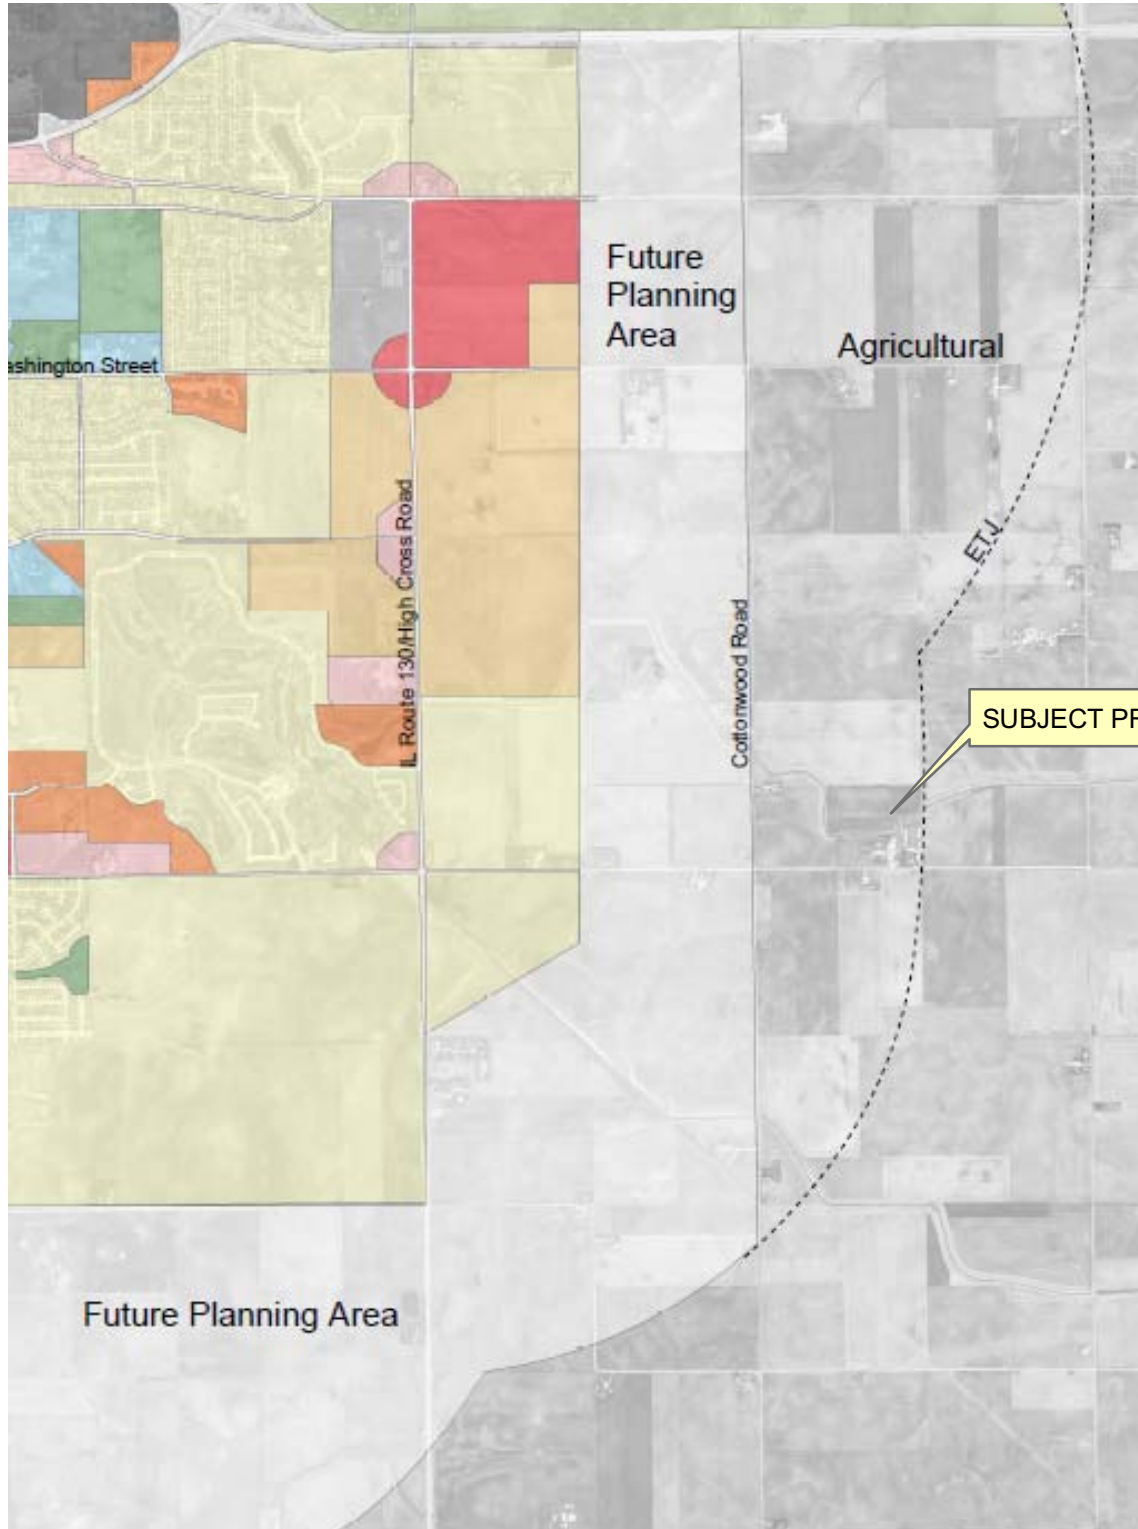 Future
Planning
Area
Agricultural
ashington Street
IL Route 130/High Cross Road
ETJ
Cottonwood Road
SUBJECT PR
Future Planning Area